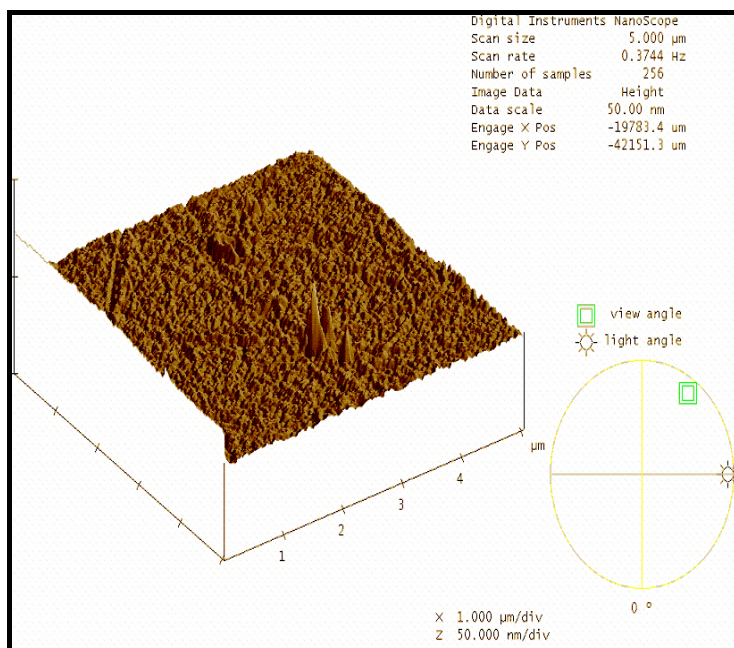 Digital Instruments NanoScope
Scan size 5.000 µm
Scan rate 0.3744 Hz
Number of samples 256
Image Data Height
Data scale 50.00 nm
Engage X Pos -19783.4 um
Engage Y Pos -42151.3 um
view angle
light angle
µm
4
3
2
1
0 º
X 1.000 µm/div
Z 50.000 nm/div